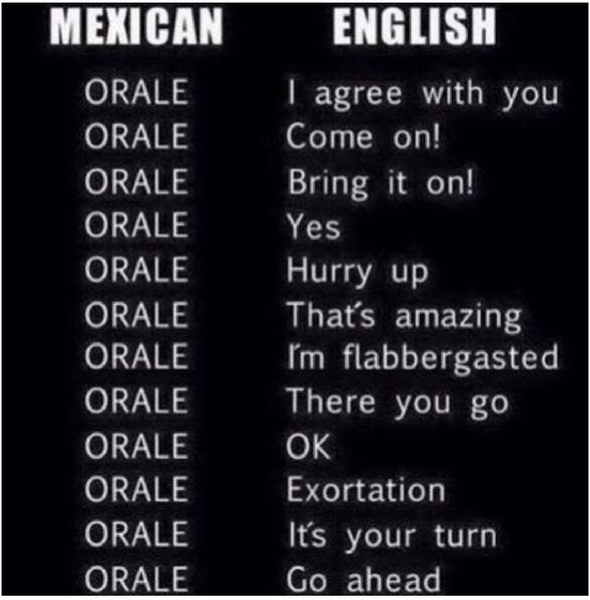 MEXICAN ENGLISH
ORALE I agree with you
ORALE Come on!
ORALE Bring it on!
ORALE Yes
ORALE Hurry up
ORALE That's amazing
ORALE I'm flabbergasted
ORALE There you go
ORALE OK
ORALE Exortation
ORALE It's your turn
ORALE Go ahead